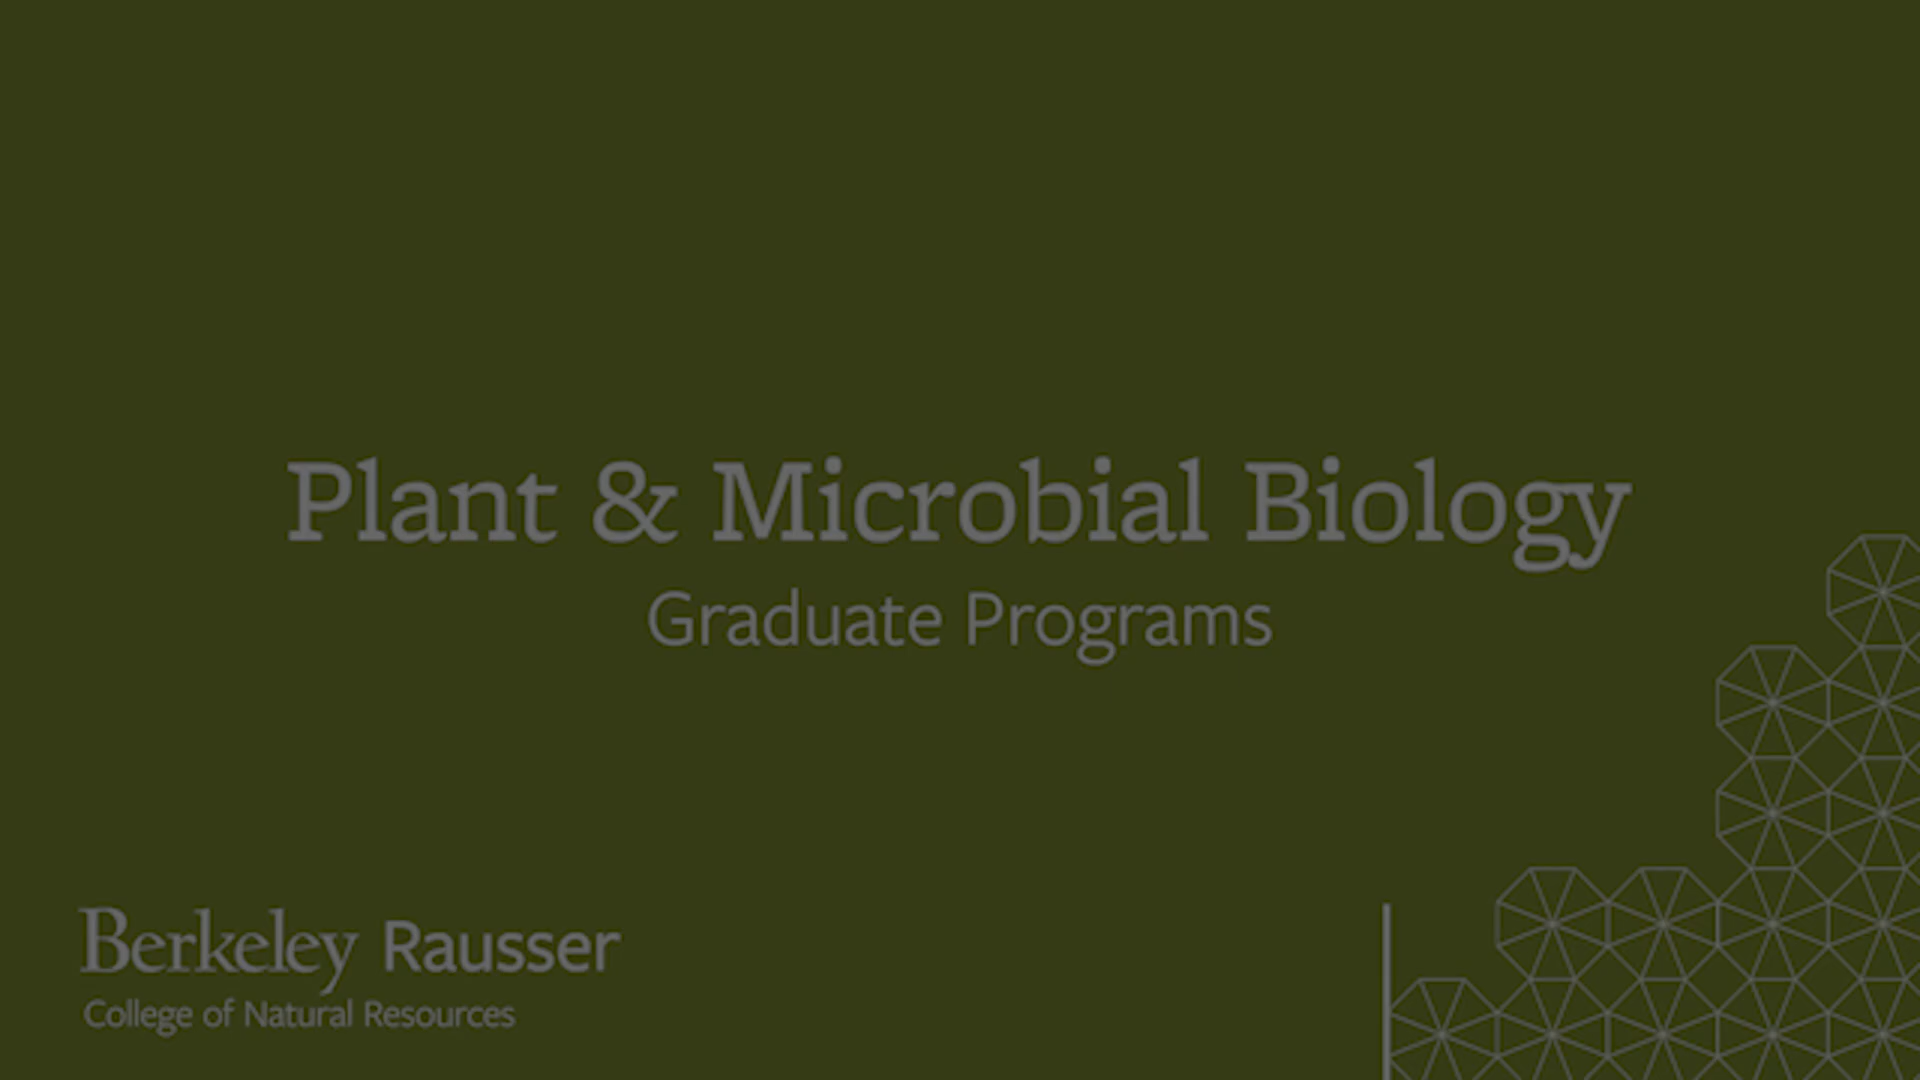 Plant & Microbial Biology
Graduate Programs
Berkeley Rausser
College of Natural Resources